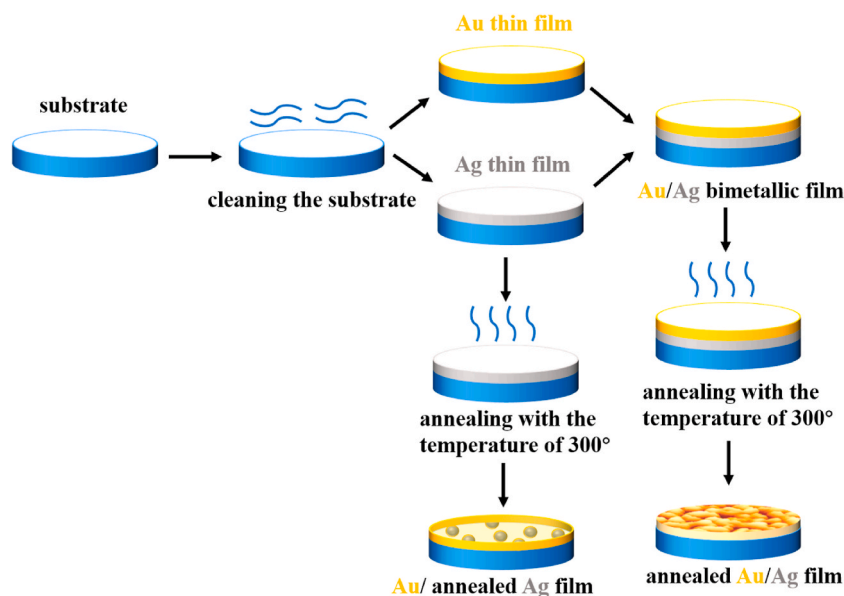 Au thin film
substrate
Ag thin film
cleaning the substrate
Au/Ag bimetallic film
annealing with the
temperature of 300°
annealing with the
temperature of 300°
Au/ annealed Ag film
annealed Au/Ag film